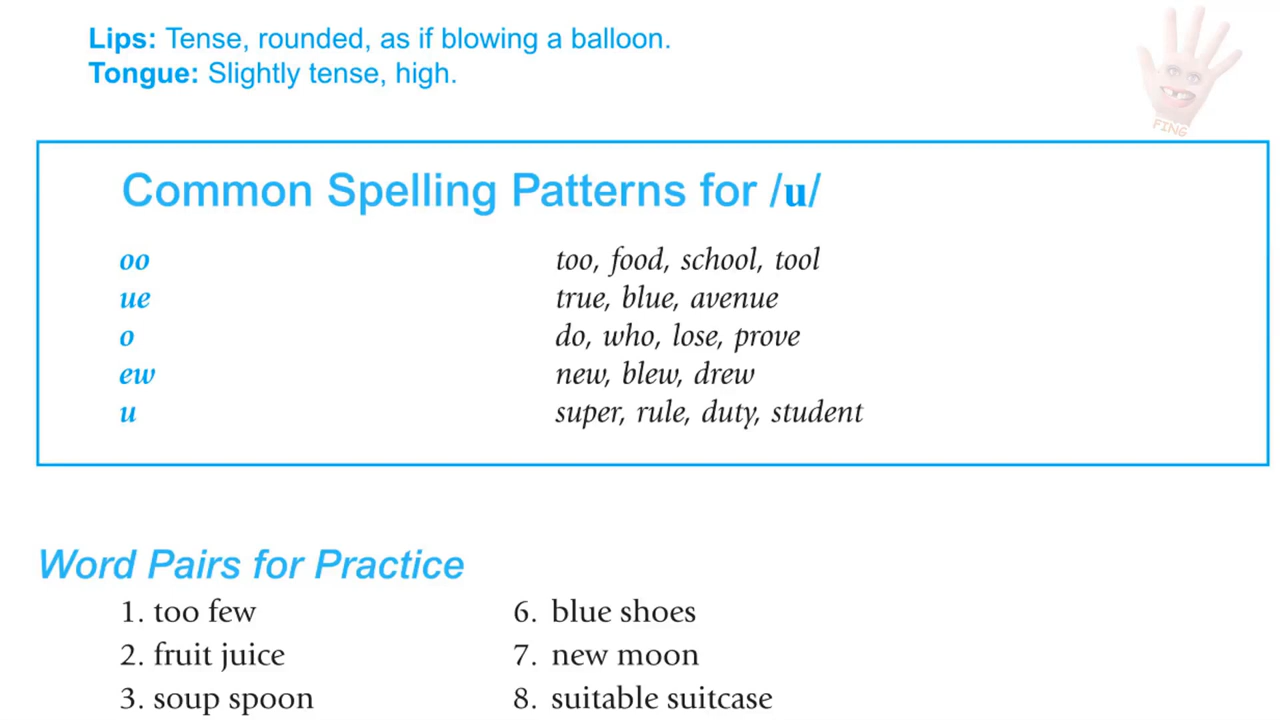 Lips: Tense, rounded, as if blowing a balloon.
Tongue: Slightly tense, high.
FING
Common Spelling Patterns for /u/
oo too, food, school, tool
ue true, blue, avenue
o do, who, lose, prove
ew new, blew, drew
u super, rule, duty, student
Word Pairs for Practice
1. too few
2. fruit juice
3. soup spoon
6. blue shoes
7. new moon
8. suitable suitcase